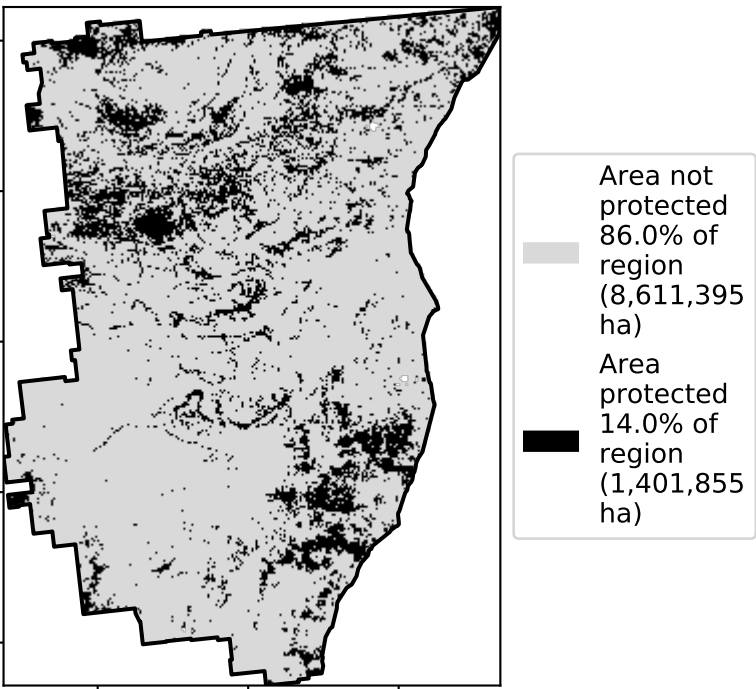 Area not
protected
86.0% of
region
(8,611,395
ha)
Area
protected
14.0% of
region
(1,401,855
ha)